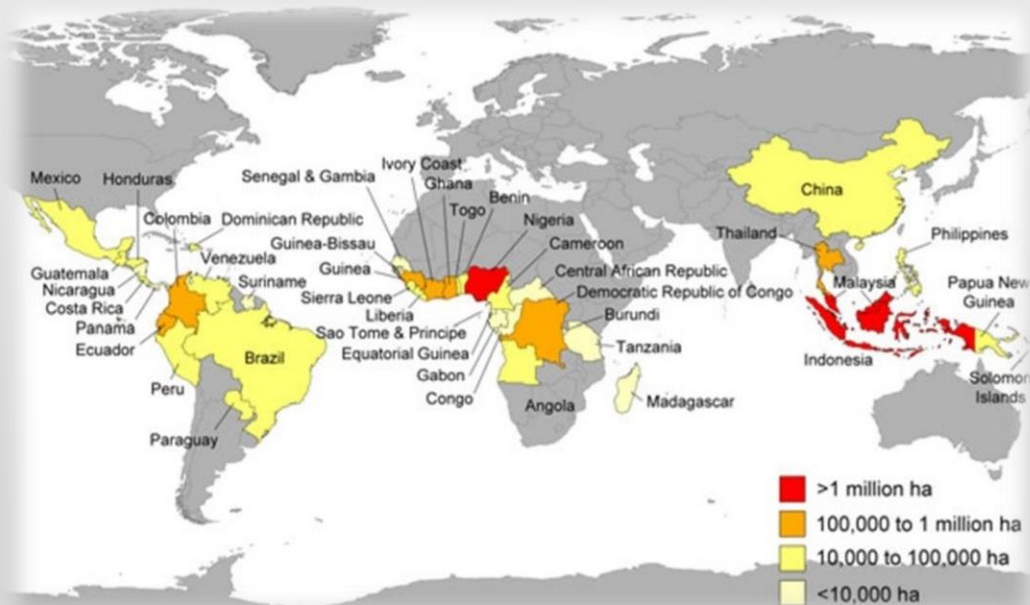 Mexico
Honduras
Colombia
Dominican Republic
Venezuela
Suriname
Guatemala
Nicaragua
Costa Rica
Panama
Ecuador
Brazil
Peru
Paraguay
Senegal & Gambia
Ivory Coast
Ghana
Togo
Benin
Nigeria
Cameroon
Guinea-Bissau
Guinea
Sierra Leone
Liberia
Sao Tome & Principe
Equatorial Guinea
Gabon
Congo
Central African Republic
Democratic Republic of Congo
Burundi
Tanzania
Angola
Madagascar
China
Thailand
Philippines
Malaysia
Papua New
Guinea
Indonesia
Solomon
Islands
>1 million ha
100,000 to 1 million ha
10,000 to 100,000 ha
<10,000 ha